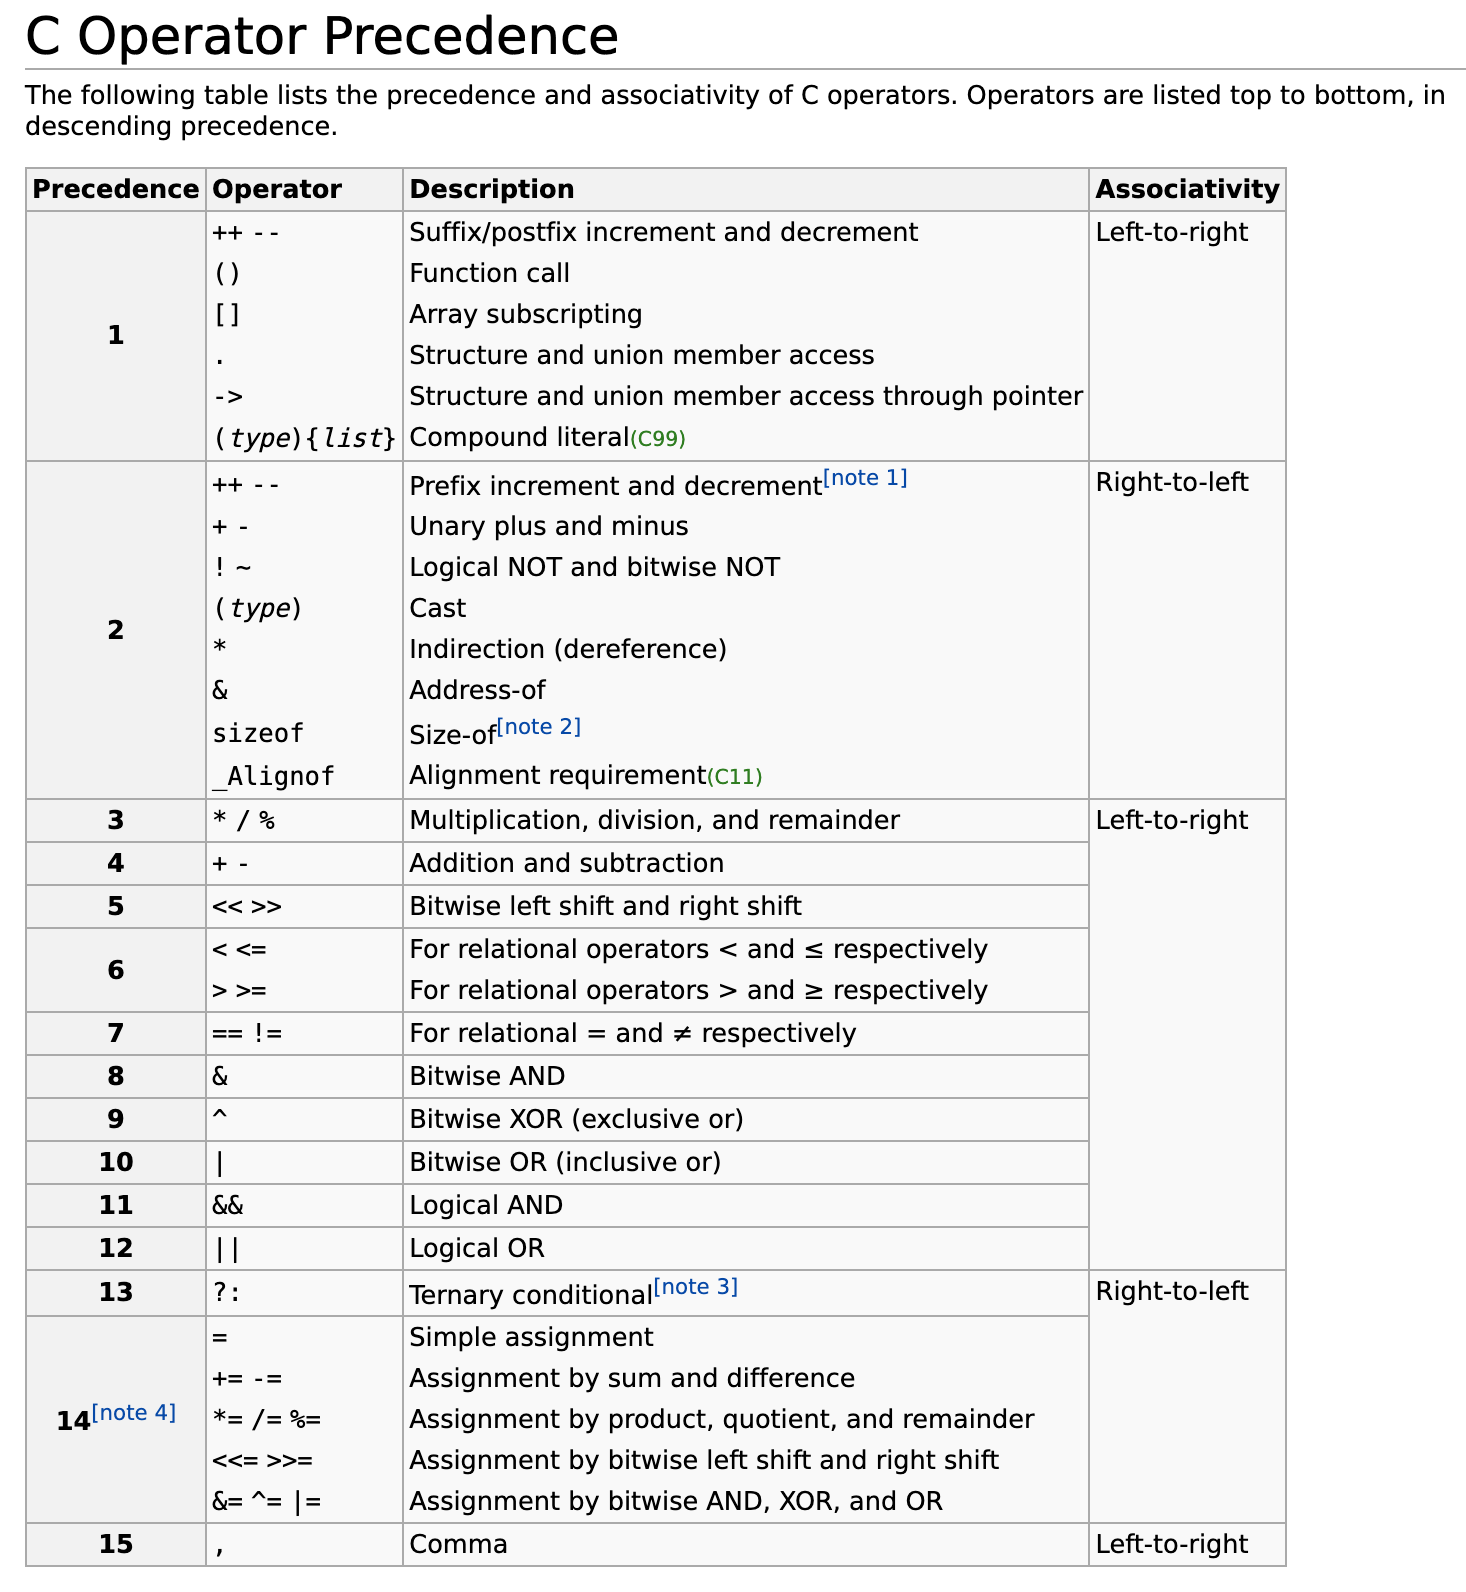 C Operator Precedence
The following table lists the precedence and associativity of C operators. Operators are listed top to bottom, in
descending precedence.
Precedence Operator Description Associativity
1 ++ -- Suffix/postfix increment and decrement Left-to-right
() Function call
[] Array subscripting
. Structure and union member access
-> Structure and union member access through pointer
(type){list} Compound literal(C99)
2 ++ -- Prefix increment and decrement[note 1] Right-to-left
+ - Unary plus and minus
! ~ Logical NOT and bitwise NOT
(type) Cast
* Indirection (dereference)
& Address-of
sizeof Size-of[note 2]
_Alignof Alignment requirement(C11)
3 * / % Multiplication, division, and remainder Left-to-right
4 + - Addition and subtraction
5 << >> Bitwise left shift and right shift
6 < <= For relational operators < and ≤ respectively
> >= For relational operators > and ≥ respectively
7 == != For relational = and ≠ respectively
8 & Bitwise AND
9 ^ Bitwise XOR (exclusive or)
10 | Bitwise OR (inclusive or)
11 && Logical AND
12 || Logical OR
13 ?: Ternary conditional[note 3] Right-to-left
14[note 4] = Simple assignment
+= -= Assignment by sum and difference
*= /= %= Assignment by product, quotient, and remainder
<<= >>= Assignment by bitwise left shift and right shift
&= ^= |= Assignment by bitwise AND, XOR, and OR
15 , Comma Left-to-right